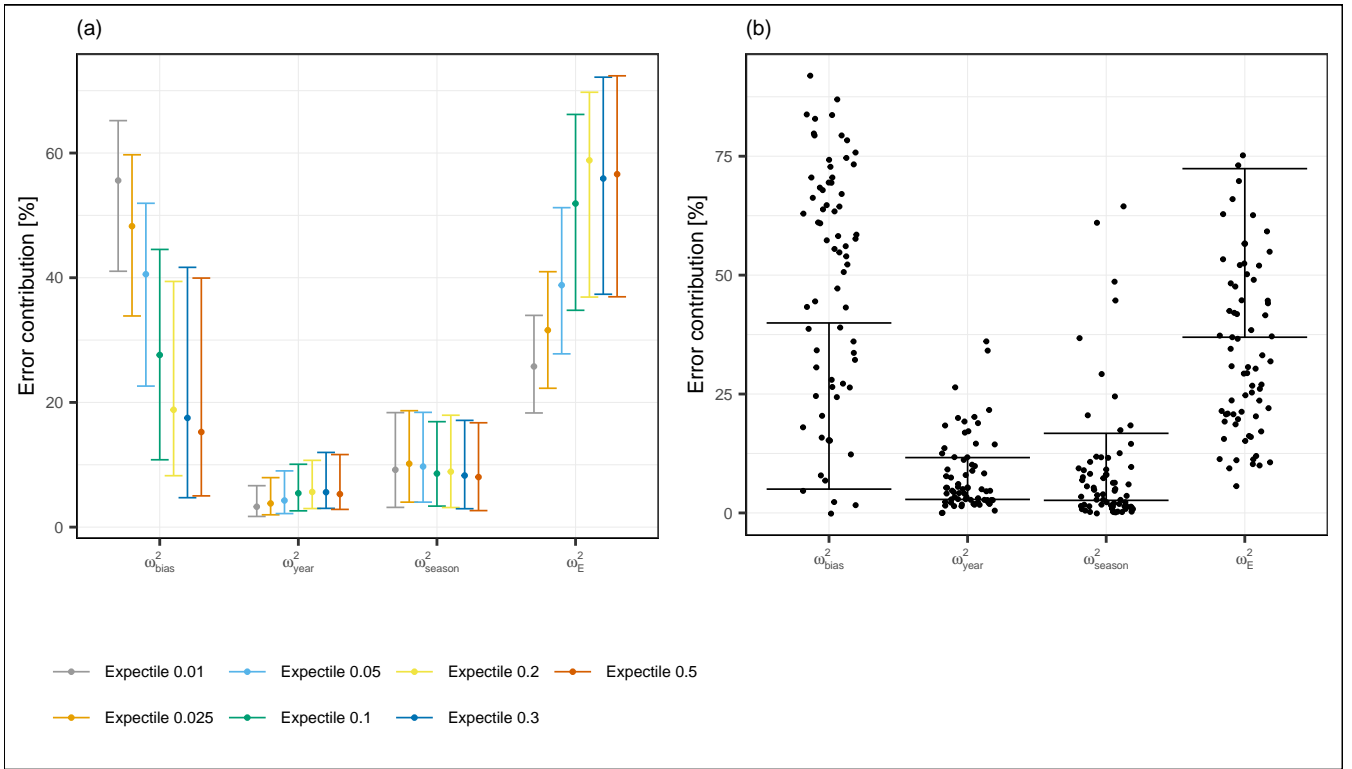 (a)
(b)
Error contribution [%]
60
40
20
0
ω²bias
ω²year
ω²season
ω²E
Error contribution [%]
75
50
25
0
ω²bias
ω²year
ω²season
ω²E
Expectile 0.01
Expectile 0.05
Expectile 0.2
Expectile 0.5
Expectile 0.025
Expectile 0.1
Expectile 0.3